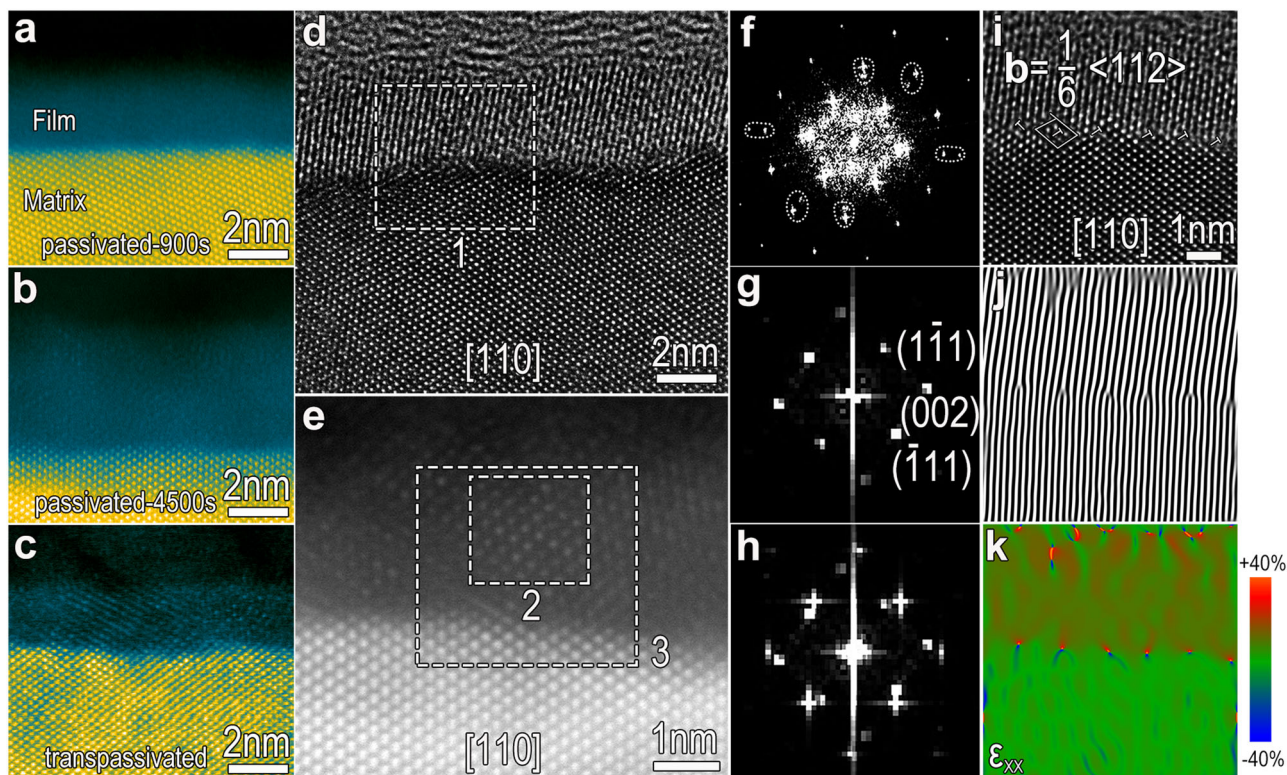 a
Film
Matrix
passivated-900s
2nm
b
passivated-4500s
2nm
c
transpassivated
2nm
d
1
[110]
2nm
e
2
3
[110]
1nm
f
g
(11̄1)
(002)
(1̄11)
h
i
b= 1/6 <112>
[110]
1nm
j
k
+40%
-40%
εxx